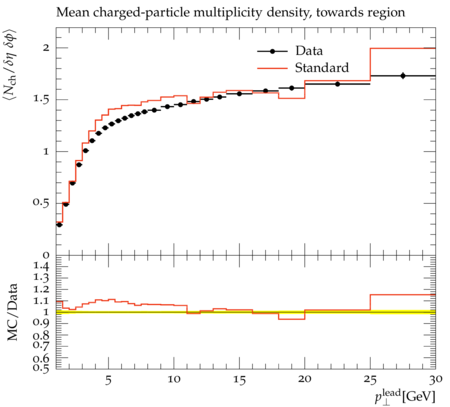 Mean charged-particle multiplicity density, towards region
⟨N_ch/δη δϕ⟩
2
1.5
1
0.5
0
Data
Standard
MC/Data
1.4
1.3
1.2
1.1
1
0.9
0.8
0.7
0.6
0.5
5 10 15 20 25 30
p_⊥^lead[GeV]